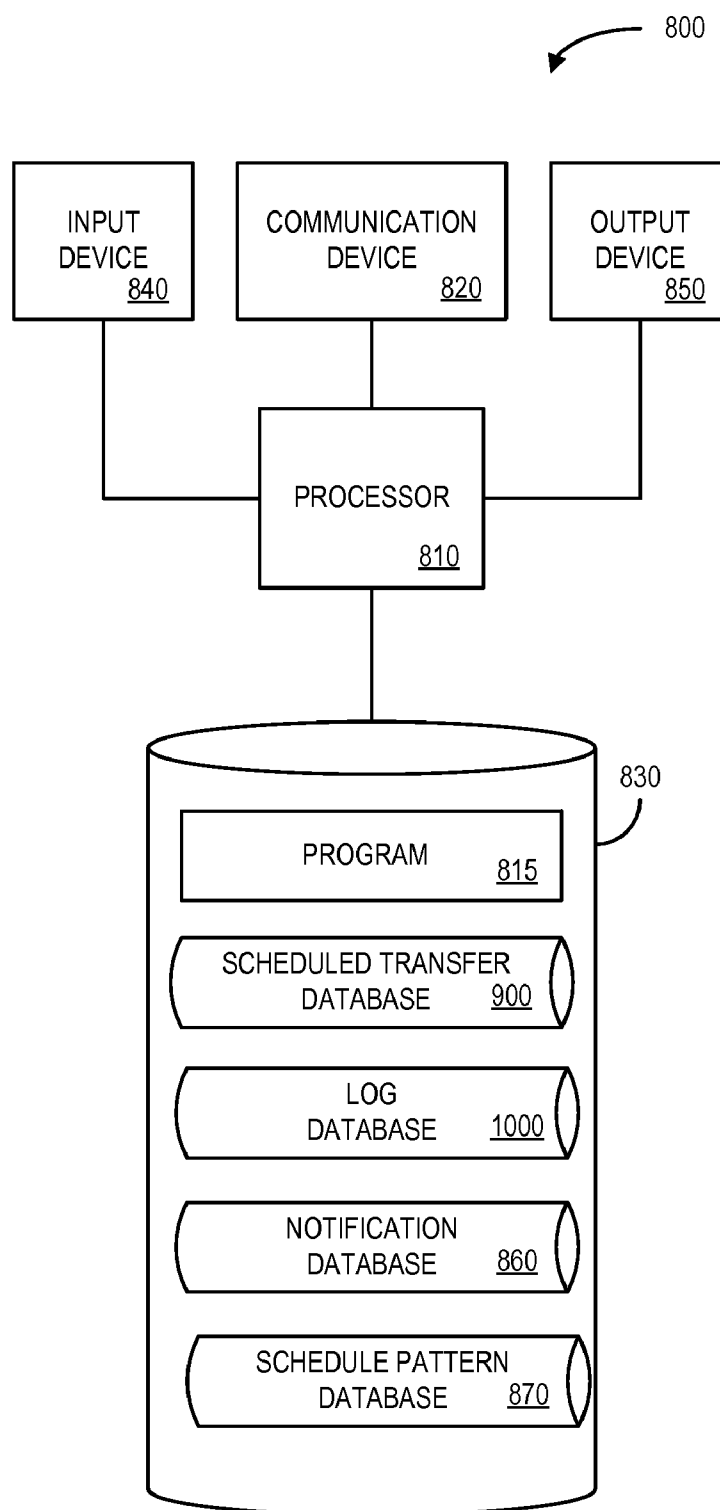 800
INPUT
DEVICE
840
COMMUNICATION
DEVICE
820
OUTPUT
DEVICE
850
PROCESSOR
810
830
PROGRAM
815
SCHEDULED TRANSFER
DATABASE 900
LOG
DATABASE 1000
NOTIFICATION
DATABASE 860
SCHEDULE PATTERN
DATABASE 870